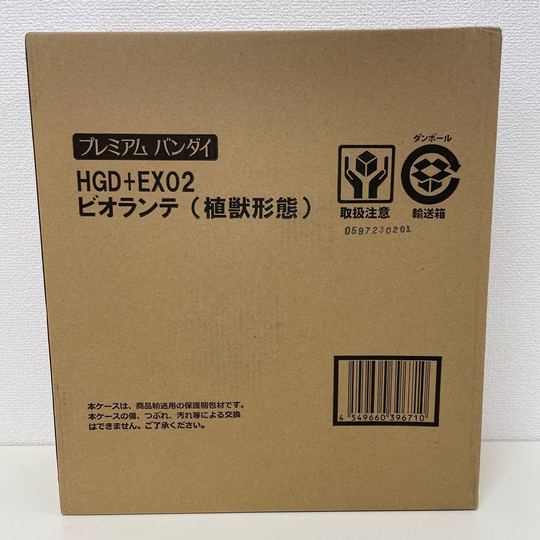 プレミアム バンダイ
HGD+EX02
ビオランテ（植獣形態）
取扱注意
0597230201
ダンボール
輸送箱
本ケースは、商品輸送用の保護梱包材です。
本ケースの傷、つぶれ、汚れ等による交換
はできません。ご了承ください。
4 549660 396710